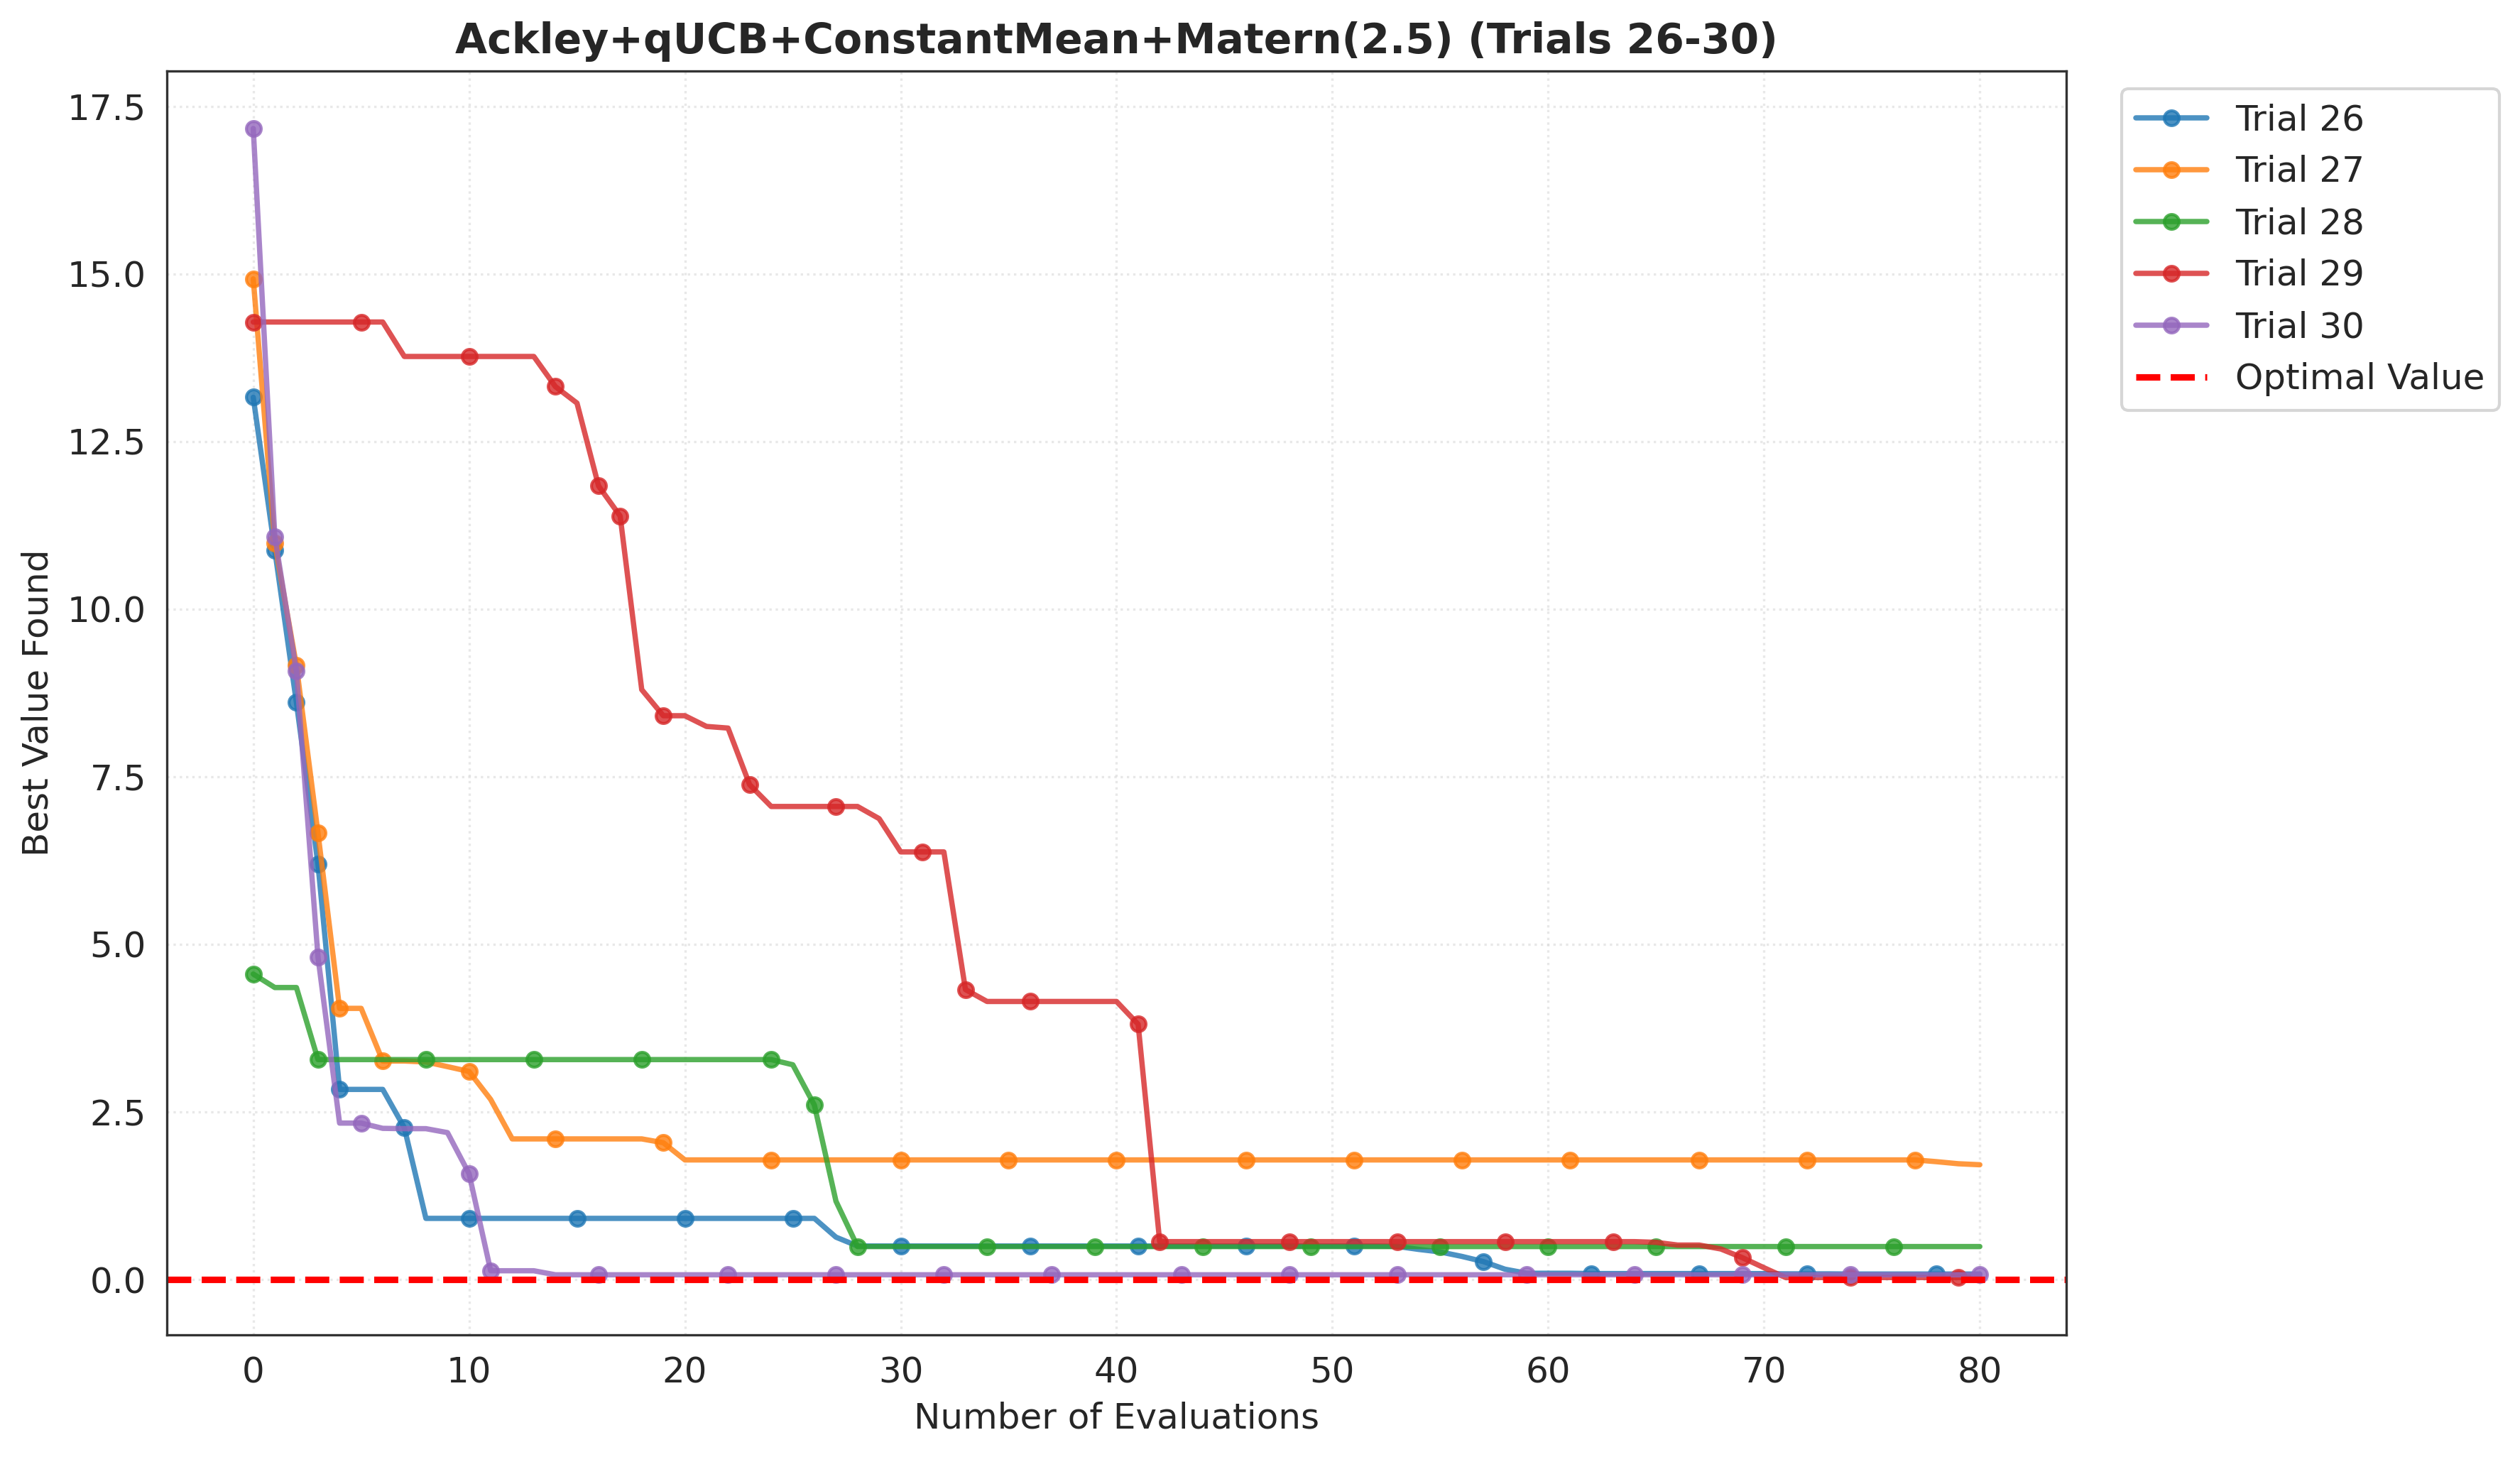 Ackley+qUCB+ConstantMean+Matern(2.5) (Trials 26-30)
17.5
15.0
12.5
10.0
7.5
5.0
2.5
0.0
Best Value Found
0 10 20 30 40 50 60 70 80
Number of Evaluations
Trial 26
Trial 27
Trial 28
Trial 29
Trial 30
Optimal Value